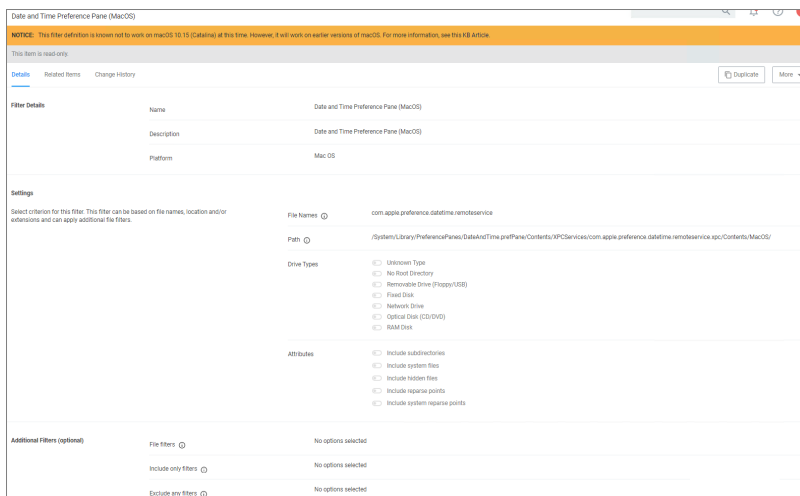 Date and Time Preference Pane (MacOS)
NOTICE: This filter definition is known not to work on macOS 10.15 (Catalina) at this time. However, it will work on earlier versions of macOS. For more information, see this KB Article.
This item is read-only.
Details Related Items Change History Duplicate More
Filter Details
Name Date and Time Preference Pane (MacOS)
Description Date and Time Preference Pane (MacOS)
Platform Mac OS
Settings
Select criterion for this filter. This filter can be based on file names, location and/or
extensions and can apply additional file filters.
File Names com.apple.preference.datetime.remoteservice
Path /System/Library/PreferencePanes/DateAndTime.prefPane/Contents/XPCServices/com.apple.preference.datetime.remoteservice.xpc/Contents/MacOS/
Drive Types Unknown Type
No Root Directory
Removable Drive (Floppy/USB)
Fixed Disk
Network Drive
Optical Disk (CD/DVD)
RAM Disk
Attributes Include subdirectories
Include system files
Include hidden files
Include reparse points
Include system reparse points
Additional Filters (optional)
File filters No options selected
Include only filters No options selected
Exclude any filters No options selected